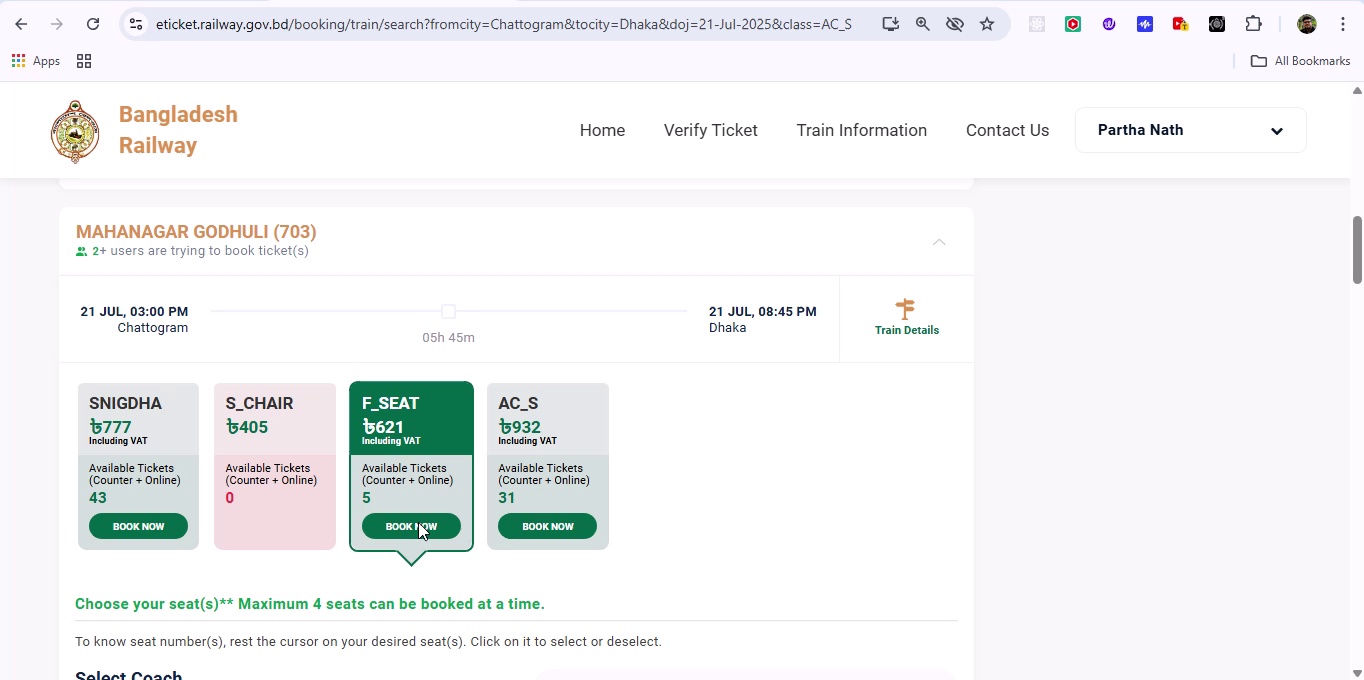 eticket.railway.gov.bd/booking/train/search?fromcity=Chattogram&tocity=Dhaka&doj=21-Jul-2025&class=AC_S
Apps
All Bookmarks
Bangladesh
Railway
Home
Verify Ticket
Train Information
Contact Us
Partha Nath
MAHANAGAR GODHULI (703)
2+ users are trying to book ticket(s)
21 JUL, 03:00 PM
Chattogram
05h 45m
21 JUL, 08:45 PM
Dhaka
Train Details
SNIGDHA
৳777
Including VAT
Available Tickets
(Counter + Online)
43
BOOK NOW
S_CHAIR
৳405
Available Tickets
(Counter + Online)
0
F_SEAT
৳621
Including VAT
Available Tickets
(Counter + Online)
5
BOOK NOW
AC_S
৳932
Including VAT
Available Tickets
(Counter + Online)
31
BOOK NOW
Choose your seat(s)** Maximum 4 seats can be booked at a time.
To know seat number(s), rest the cursor on your desired seat(s). Click on it to select or deselect.
Select Coach